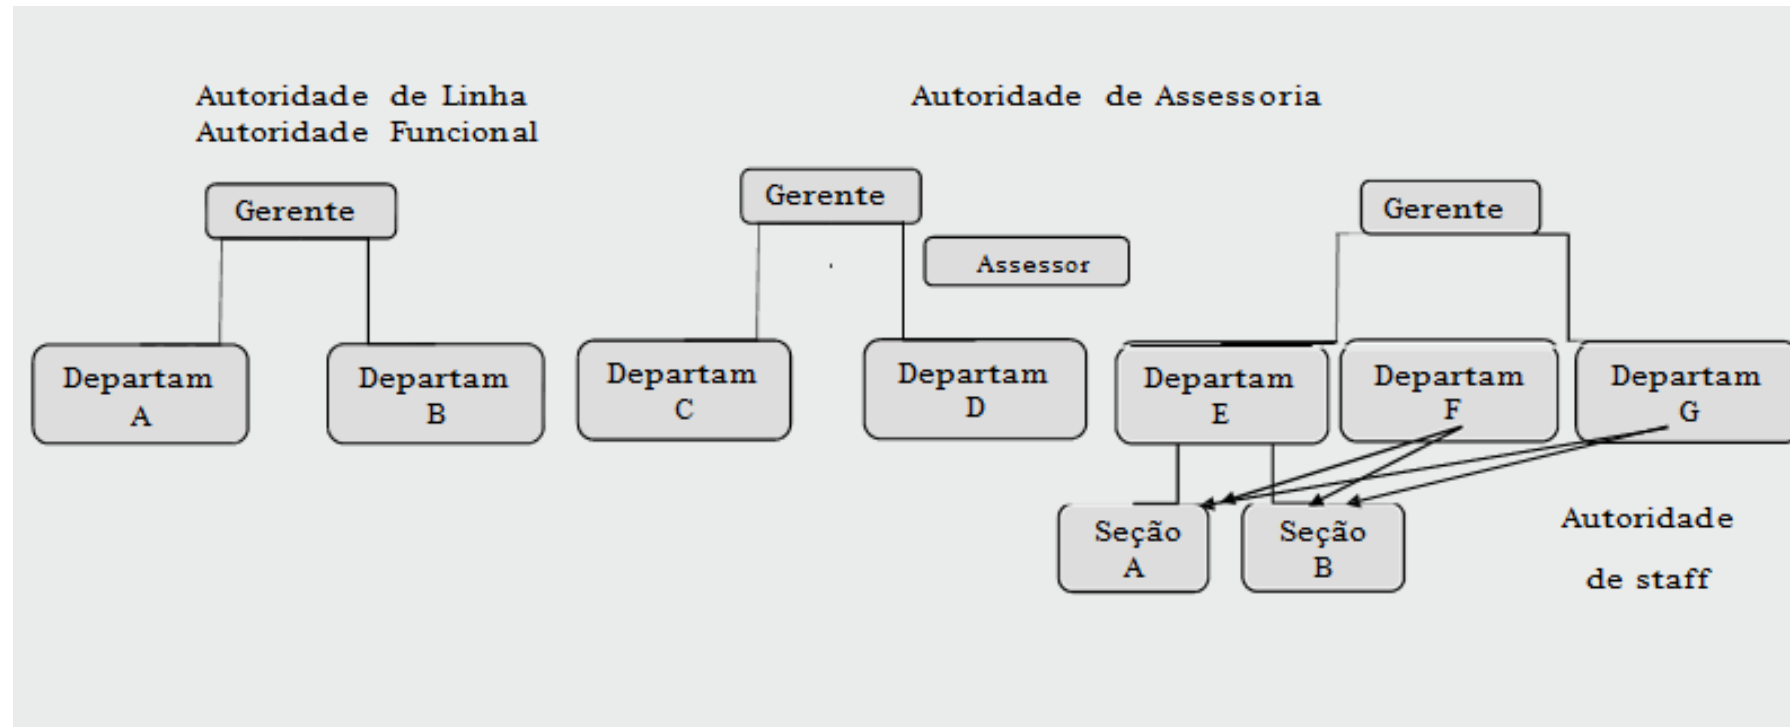 Autoridade de Linha
Autoridade Funcional
Autoridade de Assessoria
Gerente
Gerente
Gerente
Assessor
Departam
A
Departam
B
Departam
C
Departam
D
Departam
E
Departam
F
Departam
G
Seção
A
Seção
B
Autoridade
de staff